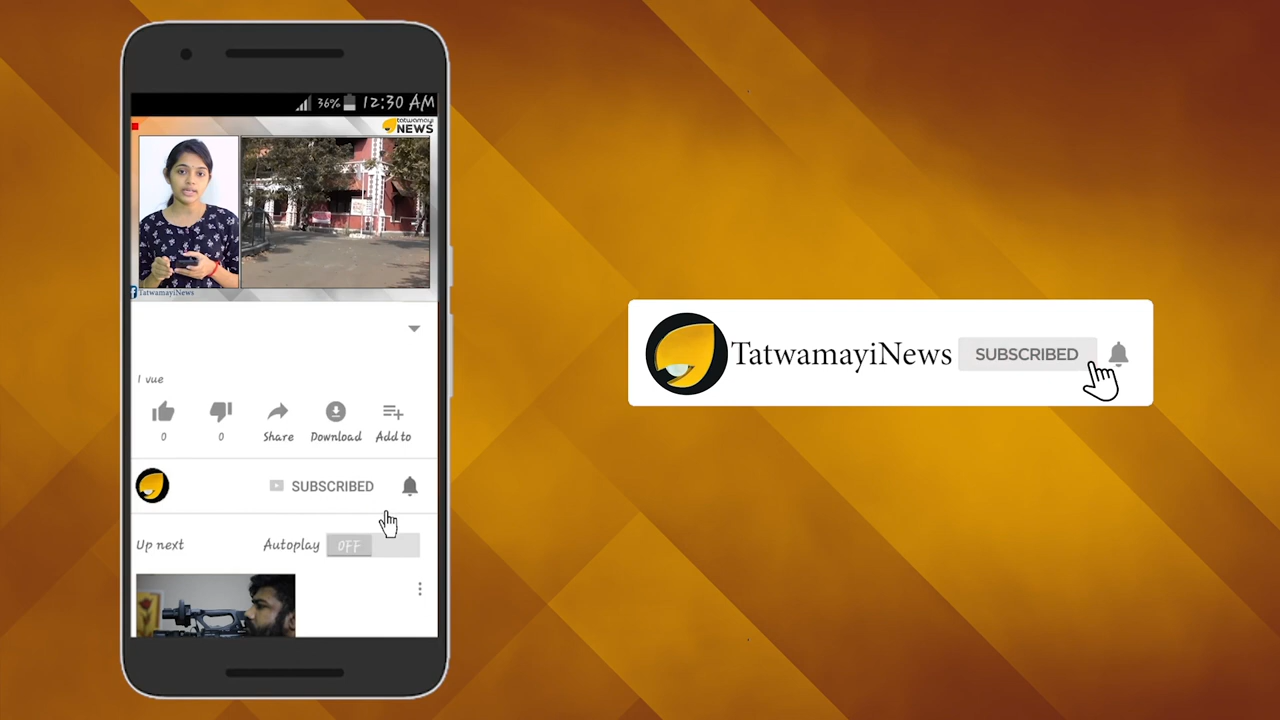 36% 12:30 AM
tatwamayi
NEWS
TatwamayiNews
1 vue
0 0 Share Download Add to
SUBSCRIBED
Up next Autoplay OFF
TatwamayiNews SUBSCRIBED